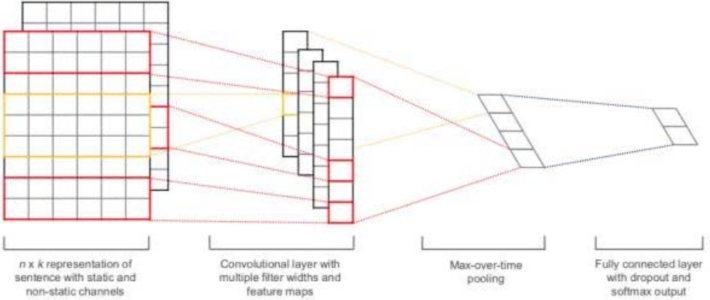 n x k representation of
sentence with static and
non-static channels
Convolutional layer with
multiple filter widths and
feature maps
Max-over-time
pooling
Fully connected layer
with dropout and
softmax output